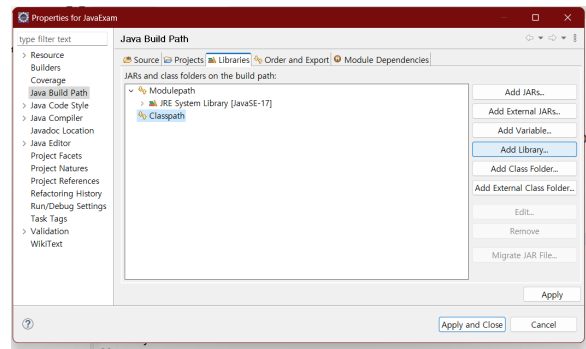 Properties for JavaExam
type filter text
Java Build Path
Resource
Builders
Coverage
Java Build Path
Java Code Style
Java Compiler
Javadoc Location
Java Editor
Project Facets
Project Natures
Project References
Refactoring History
Run/Debug Settings
Task Tags
Validation
WikiText
Source Projects Libraries Order and Export Module Dependencies
JARs and class folders on the build path:
Modulepath
JRE System Library [JavaSE-17]
Classpath
Add JARs...
Add External JARs...
Add Variable...
Add Library...
Add Class Folder...
Add External Class Folder...
Edit...
Remove
Migrate JAR File...
Apply
Apply and Close Cancel